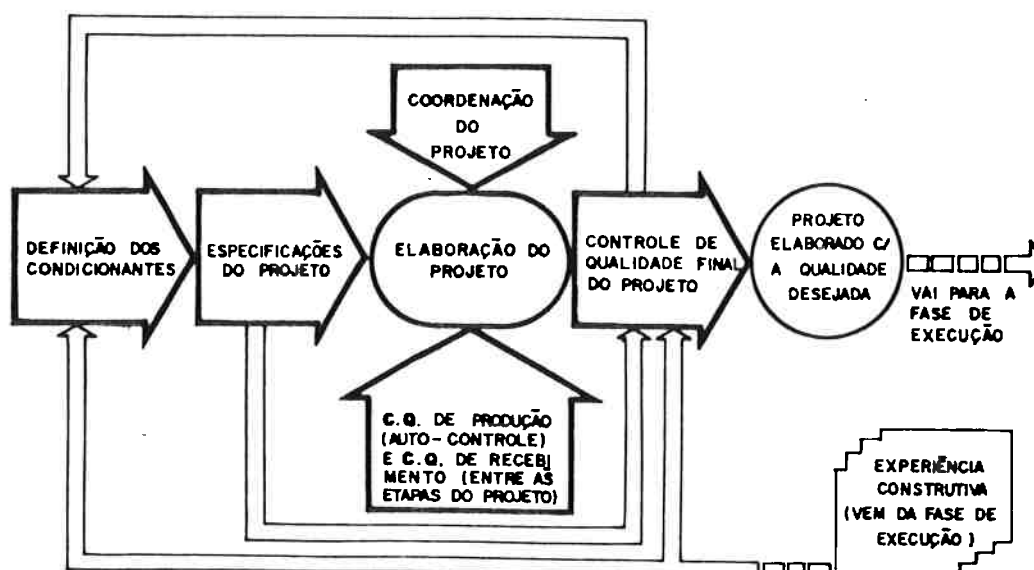 COORDENAÇÃO
DO
PROJETO
DEFINIÇÃO DOS
CONDICIONANTES
ESPECIFICAÇÕES
DO PROJETO
ELABORAÇÃO DO
PROJETO
CONTROLE DE
QUALIDADE FINAL
DO PROJETO
PROJETO
ELABORADO C/
A QUALIDADE
DESEJADA
VAI PARA A
FASE DE
EXECUÇÃO
C.Q. DE PRODUÇÃO
(AUTO-CONTROLE)
E C.Q. DE RECEBI
MENTO (ENTRE AS
ETAPAS DO PROJETO)
EXPERIÊNCIA
CONSTRUTIVA
(VEM DA FASE DE
EXECUÇÃO)